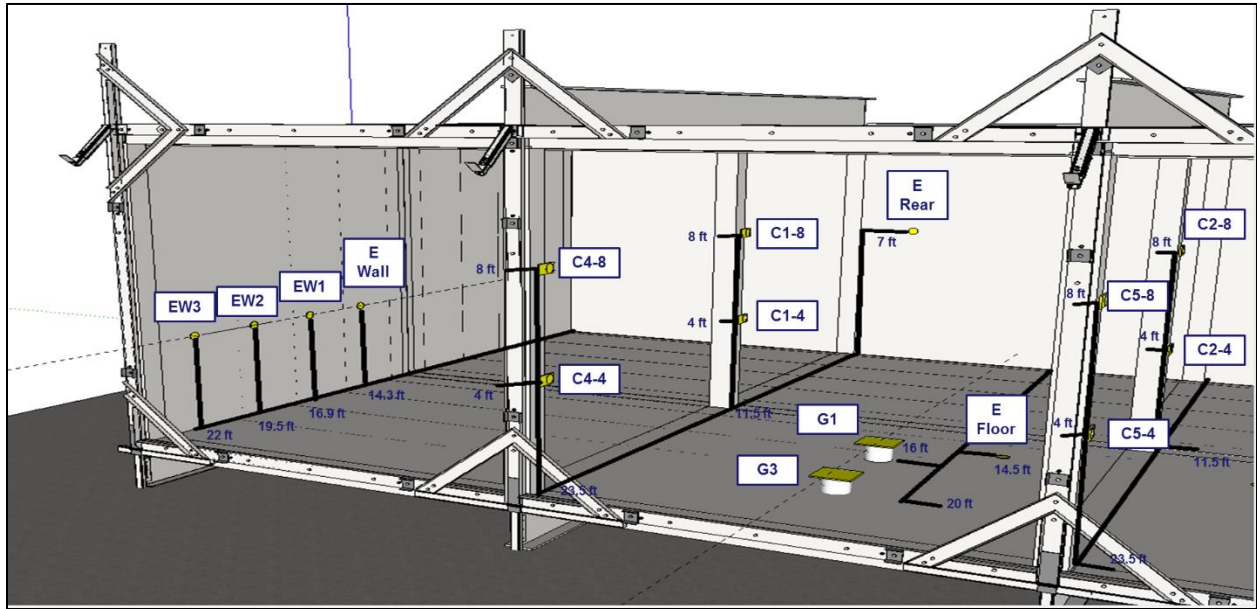 E
Rear
C2-8
8 ft
C1-8
7 ft
8 ft
E
Wall
C4-8
8 ft
EW1
EW2
EW3
C5-8
8 ft
C1-4
4 ft
C2-4
4 ft
C4-4
4 ft
14.3 ft
16.9 ft
19.5 ft
22 ft
11.5 ft
G1
E
Floor
4 ft
C5-4
11.5 ft
16 ft
14.5 ft
G3
23.5 ft
20 ft
23.5 ft